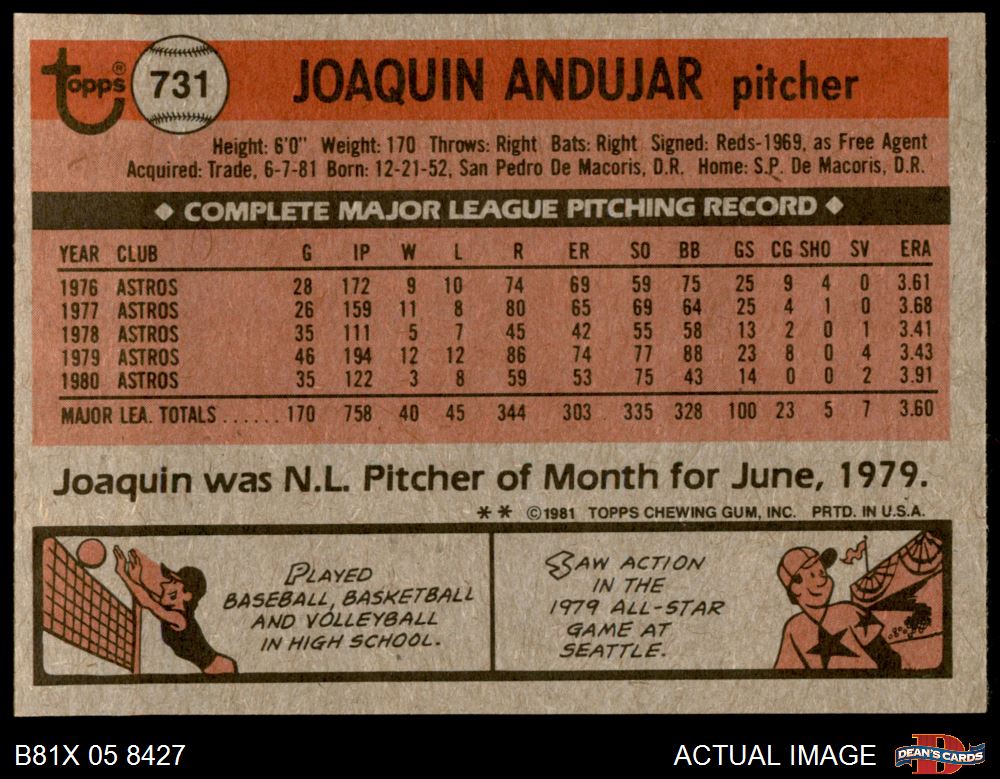 Topps® 731 JOAQUIN ANDUJAR pitcher
Height: 6'0" Weight: 170 Throws: Right Bats: Right Signed: Reds-1969, as Free Agent
Acquired: Trade, 6-7-81 Born: 12-21-52, San Pedro De Macoris, D.R. Home: S.P. De Macoris, D.R.
◆ COMPLETE MAJOR LEAGUE PITCHING RECORD ◆
YEAR CLUB G IP W L R ER SO BB GS CG SHO SV ERA
1976 ASTROS 28 172 9 10 74 69 59 75 25 9 4 0 3.61
1977 ASTROS 26 159 11 8 80 65 69 64 25 4 1 0 3.68
1978 ASTROS 35 111 5 7 45 42 55 58 13 2 0 1 3.41
1979 ASTROS 46 194 12 12 86 74 77 88 23 8 0 4 3.43
1980 ASTROS 35 122 3 8 59 53 75 43 14 0 0 2 3.91
MAJOR LEA. TOTALS ...... 170 758 40 45 344 303 335 328 100 23 5 7 3.60
Joaquin was N.L. Pitcher of Month for June, 1979.
** ©1981 TOPPS CHEWING GUM, INC. PRTD. IN U.S.A.
PLAYED
BASEBALL, BASKETBALL
AND VOLLEYBALL
IN HIGH SCHOOL.
SAW ACTION
IN THE
1979 ALL-STAR
GAME AT
SEATTLE.
B81X 05 8427
ACTUAL IMAGE
DEAN'S CARDS